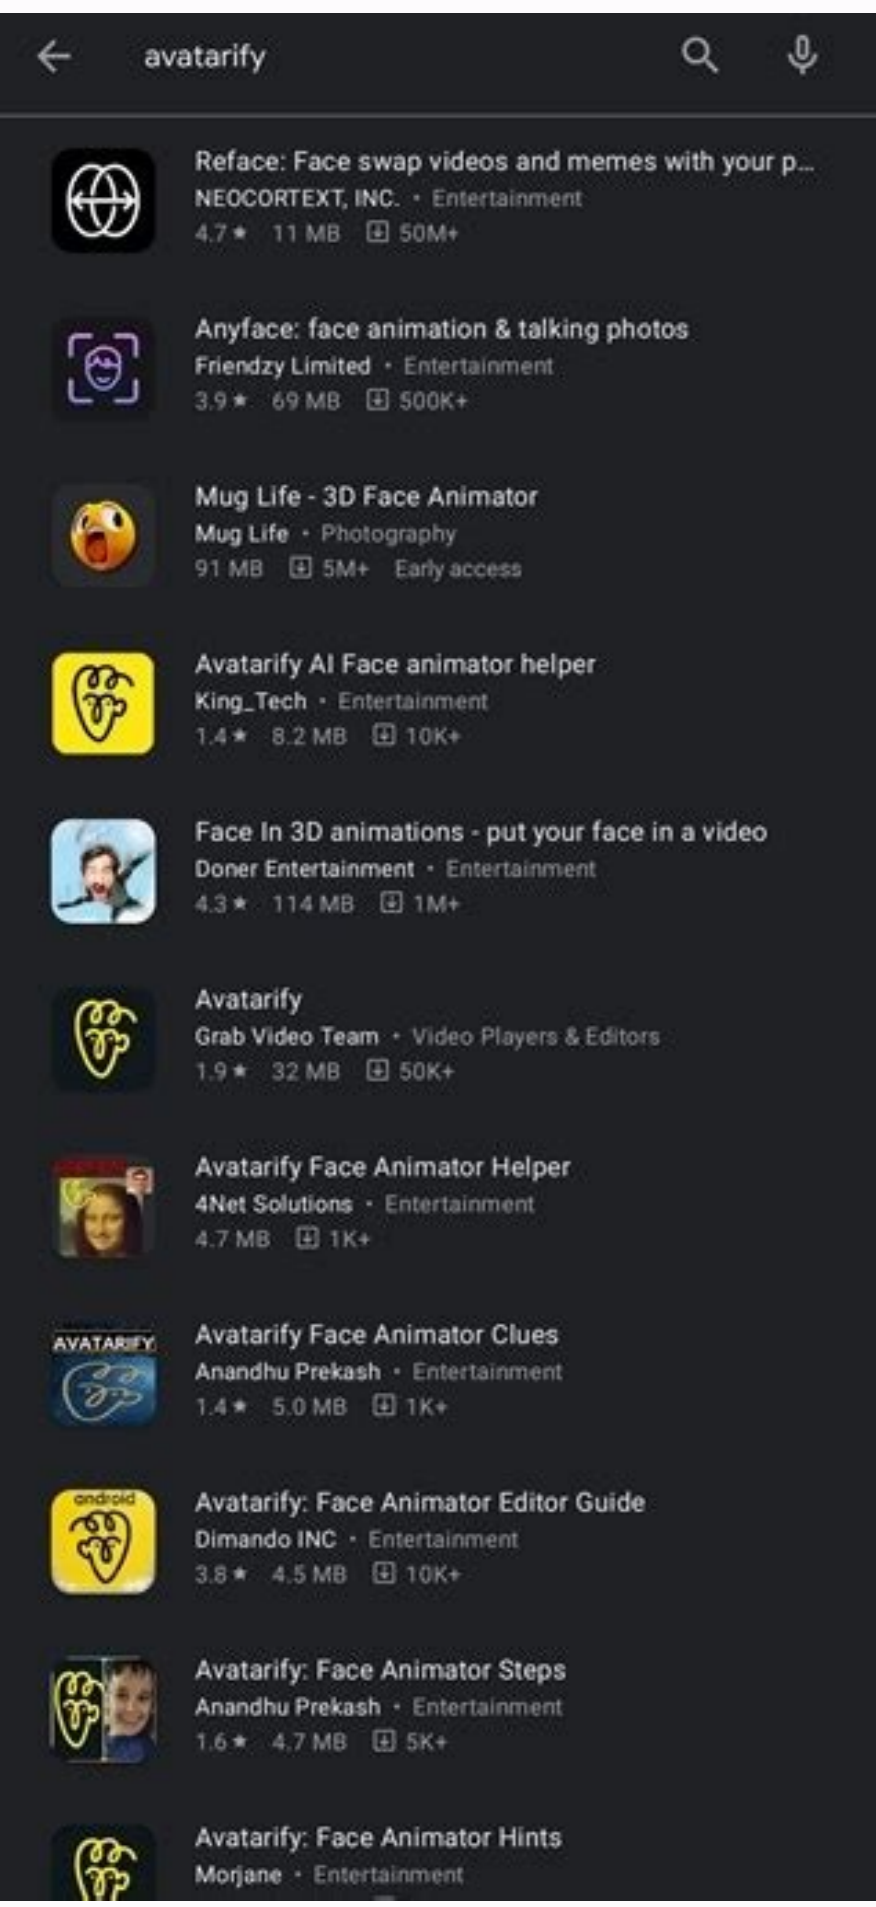 avatarify
Reface: Face swap videos and memes with your p...
NEOCORTEXT, INC. • Entertainment
4.7★ 11 MB 50M+
Anyface: face animation & talking photos
Friendzy Limited • Entertainment
3.9★ 69 MB 500K+
Mug Life - 3D Face Animator
Mug Life • Photography
91 MB 5M+ Early access
Avatarify AI Face animator helper
King_Tech • Entertainment
1.4★ 8.2 MB 10K+
Face In 3D animations - put your face in a video
Doner Entertainment • Entertainment
4.3★ 114 MB 1M+
Avatarify
Grab Video Team • Video Players & Editors
1.9★ 32 MB 50K+
Avatarify Face Animator Helper
4Net Solutions • Entertainment
4.7 MB 1K+
AVATARIFY
Avatarify Face Animator Clues
Anandhu Prekash • Entertainment
1.4★ 5.0 MB 1K+
android
Avatarify: Face Animator Editor Guide
Dimando INC • Entertainment
3.8★ 4.5 MB 10K+
Avatarify: Face Animator Steps
Anandhu Prekash • Entertainment
1.6★ 4.7 MB 5K+
Avatarify: Face Animator Hints
Morjane • Entertainment